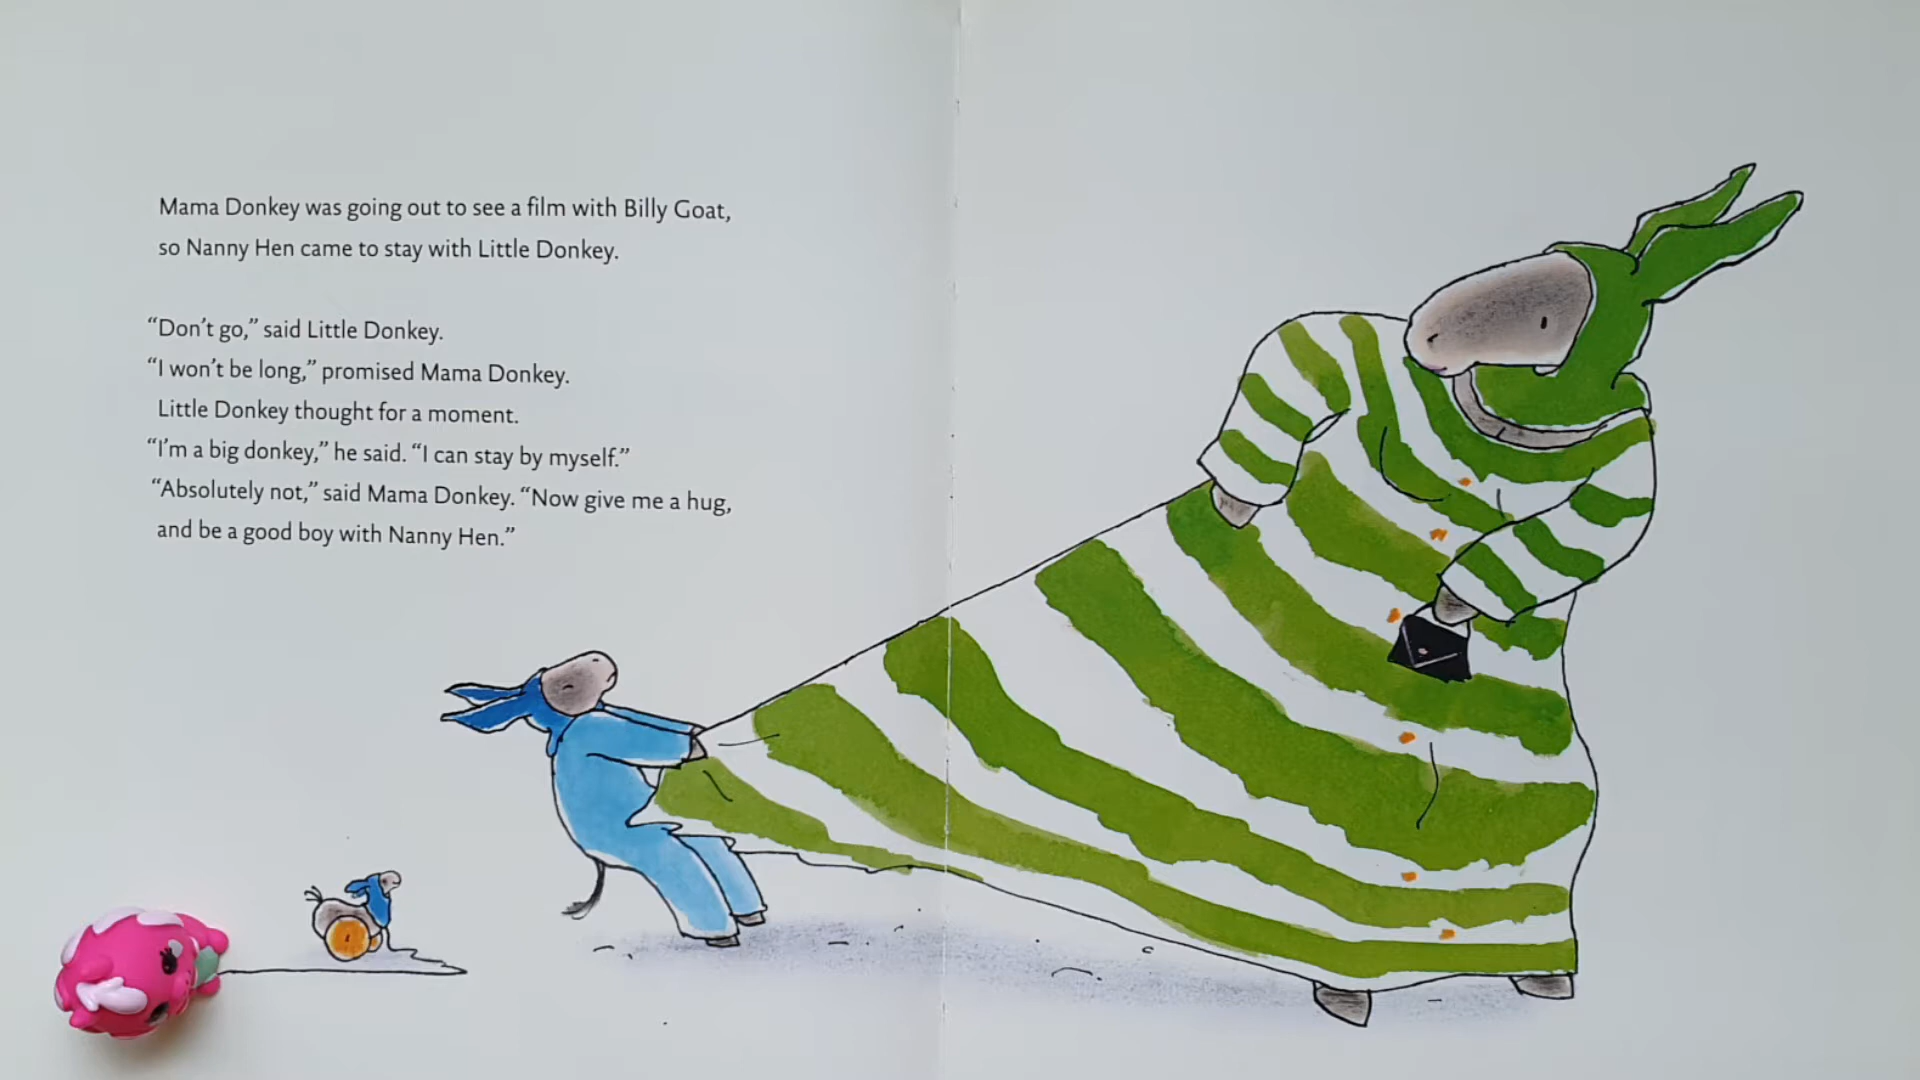 Mama Donkey was going out to see a film with Billy Goat,
so Nanny Hen came to stay with Little Donkey.
“Don’t go,” said Little Donkey.
“I won’t be long,” promised Mama Donkey.
Little Donkey thought for a moment.
“I’m a big donkey,” he said. “I can stay by myself.”
“Absolutely not,” said Mama Donkey. “Now give me a hug,
and be a good boy with Nanny Hen.”